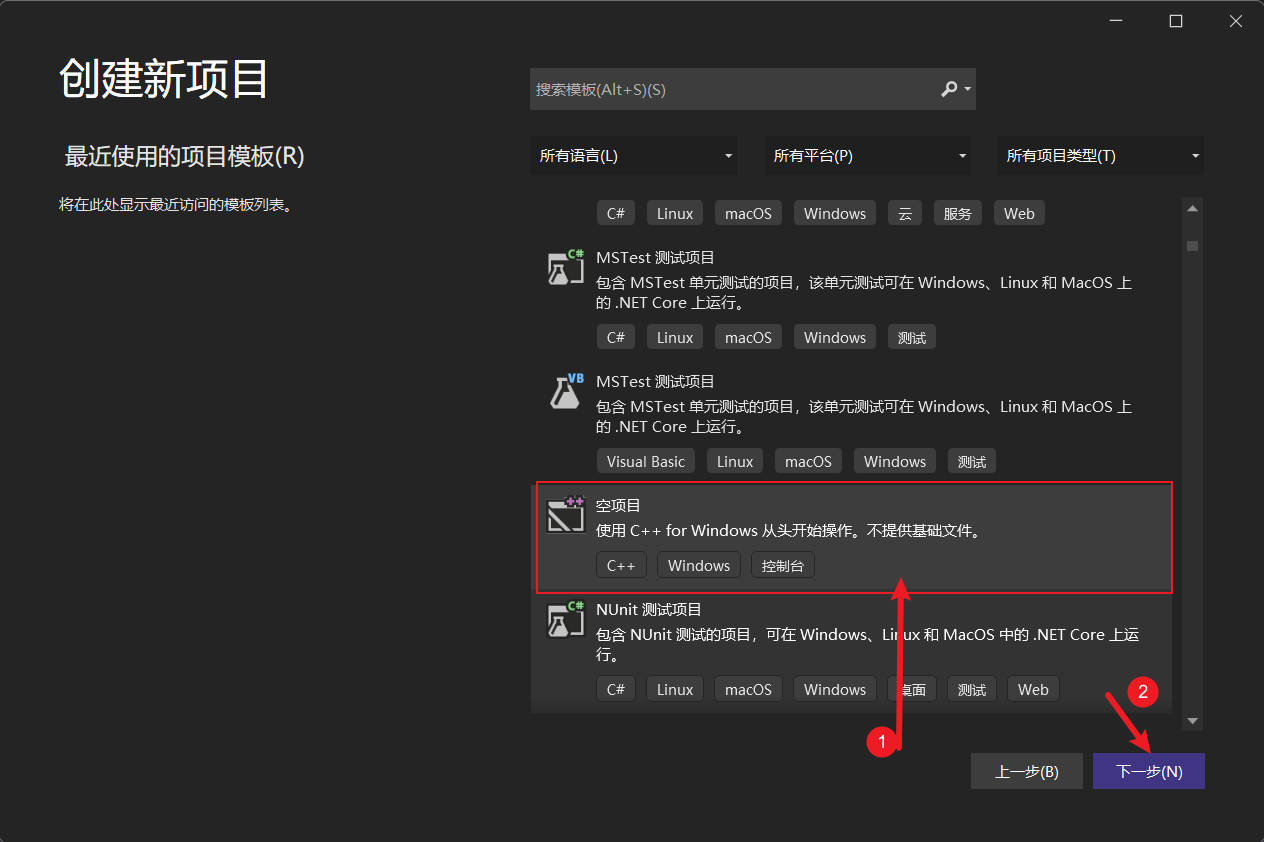 创建新项目
最近使用的项目模板(R)
将在此处显示最近访问的模板列表。
搜索模板(Alt+S)(S)
所有语言(L) 所有平台(P) 所有项目类型(T)
C# Linux macOS Windows 云 服务 Web
C#
MSTest 测试项目
包含 MSTest 单元测试的项目，该单元测试可在 Windows、Linux 和 MacOS 上
的 .NET Core 上运行。
C# Linux macOS Windows 测试
VB
MSTest 测试项目
包含 MSTest 单元测试的项目，该单元测试可在 Windows、Linux 和 MacOS 上
的 .NET Core 上运行。
Visual Basic Linux macOS Windows 测试
++
空项目
使用 C++ for Windows 从头开始操作。不提供基础文件。
C++ Windows 控制台
C#
NUnit 测试项目
包含 NUnit 测试的项目，可在 Windows、Linux 和 MacOS 中的 .NET Core 上运
行。
C# Linux macOS Windows 桌面 测试 Web
2
1
上一步(B) 下一步(N)